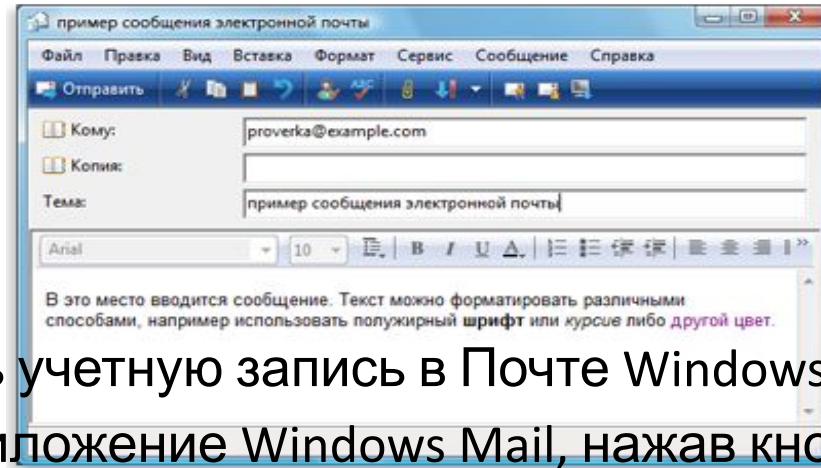 пример сообщения электронной почты
Файл Правка Вид Вставка Формат Сервис Сообщение Справка
Отправить
Кому: proverka@example.com
Копия:
Тема: пример сообщения электронной почты
Arial 10 B I U A
В это место вводится сообщение. Текст можно форматировать различными
способами, например использовать полужирный шрифт или курсив либо другой цвет.
учетную запись в Почте Windows
Windows Mail, нажав